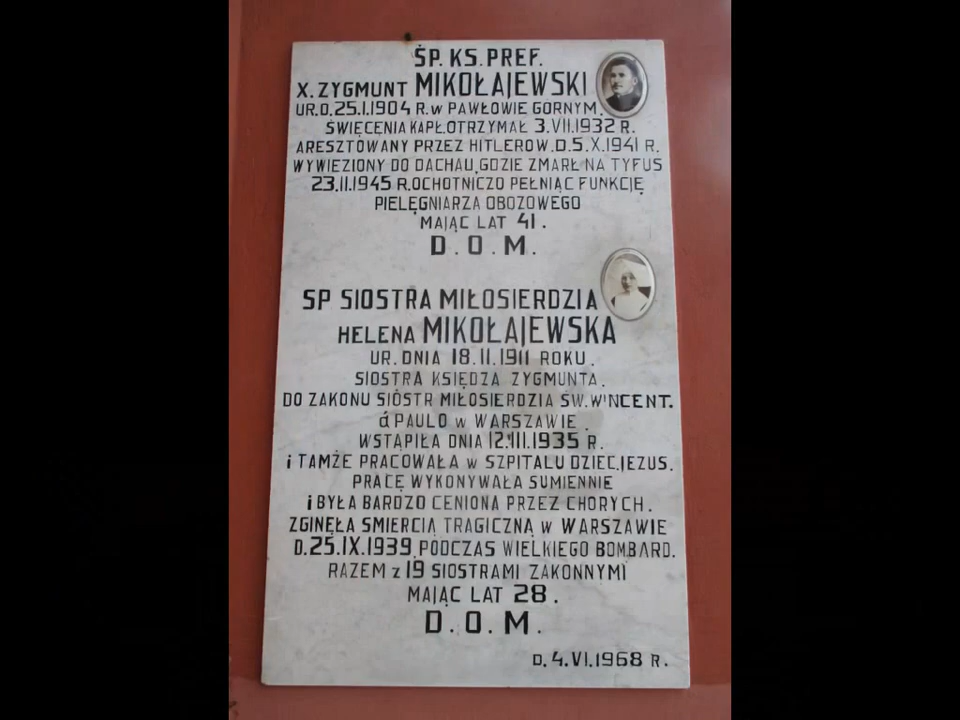 ŚP. KS. PREF.
X. ZYGMUNT MIKOŁAJEWSKI
UR. D. 25.I.1904 R. w PAWŁOWIE GÓRNYM.
ŚWIĘCENIA KAPŁ. OTRZYMAŁ 3.VII.1932 R.
ARESZTOWANY PRZEZ HITLERÓW. D. 5.X.1941 R.
WYWIEZIONY DO DACHAU, GDZIE ZMARŁ NA TYFUS
23.II.1945 R. OCHOTNICZO PEŁNIĄC FUNKCJĘ
PIELĘGNIARZA OBOZOWEGO
MAJĄC LAT 41.
D. O. M.
SP SIOSTRA MIŁOSIERDZIA
HELENA MIKOŁAJEWSKA
UR. DNIA 18.II.1911 ROKU.
SIOSTRA KSIĘDZA ZYGMUNTA.
DO ZAKONU SIÓSTR MIŁOSIERDZIA ŚW. WINCENT.
á PAULO w WARSZAWIE.
WSTĄPIŁA DNIA 12.III.1935 R.
i TAMŻE PRACOWAŁA w SZPITALU DZIEC. JEZUS.
PRACĘ WYKONYWAŁA SUMIENNIE
i BYŁA BARDZO CENIONA PRZEZ CHORYCH.
ZGINĘŁA ŚMIERCIĄ TRAGICZNĄ w WARSZAWIE
D. 25.IX.1939 PODCZAS WIELKIEGO BOMBARD.
RAZEM z 19 SIOSTRAMI ZAKONNYMI
MAJĄC LAT 28.
D. O. M.
D. 4.VI.1968 R.